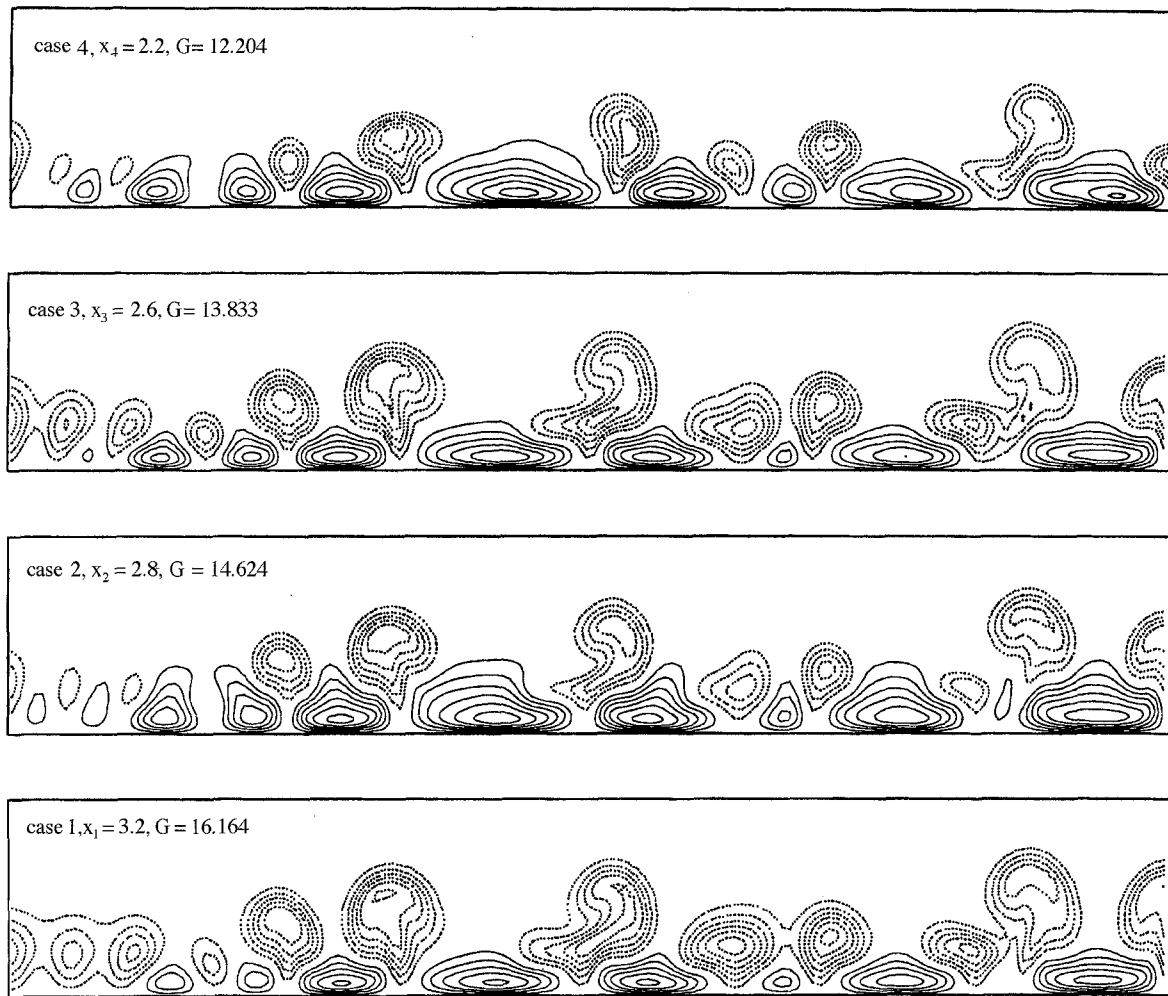 case 4, x₄ = 2.2, G= 12.204
case 3, x₃ = 2.6, G= 13.833
case 2, x₂ = 2.8, G = 14.624
case 1,x₁ = 3.2, G = 16.164